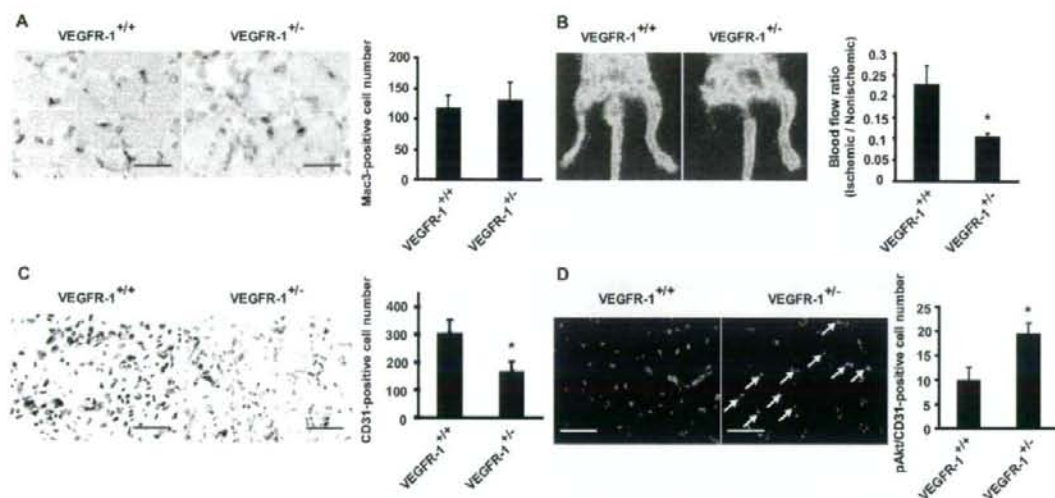 A
VEGFR-1+/+
VEGFR-1+/-
Mac3-positive cell number
200
150
100
50
0
VEGFR-1+/+
VEGFR-1+/-
B
VEGFR-1+/+
VEGFR-1+/-
Blood flow ratio
(Ischemic / Nonischemic)
0.3
0.25
0.2
0.15
0.1
0.05
0
VEGFR-1+/+
VEGFR-1+/-
*
C
VEGFR-1+/+
VEGFR-1+/-
CD31-positive cell number
400
300
200
100
0
VEGFR-1+/+
VEGFR-1+/-
*
D
VEGFR-1+/+
VEGFR-1+/-
pAkt/CD31-positive cell number
25
20
15
10
5
0
VEGFR-1+/+
VEGFR-1+/-
*